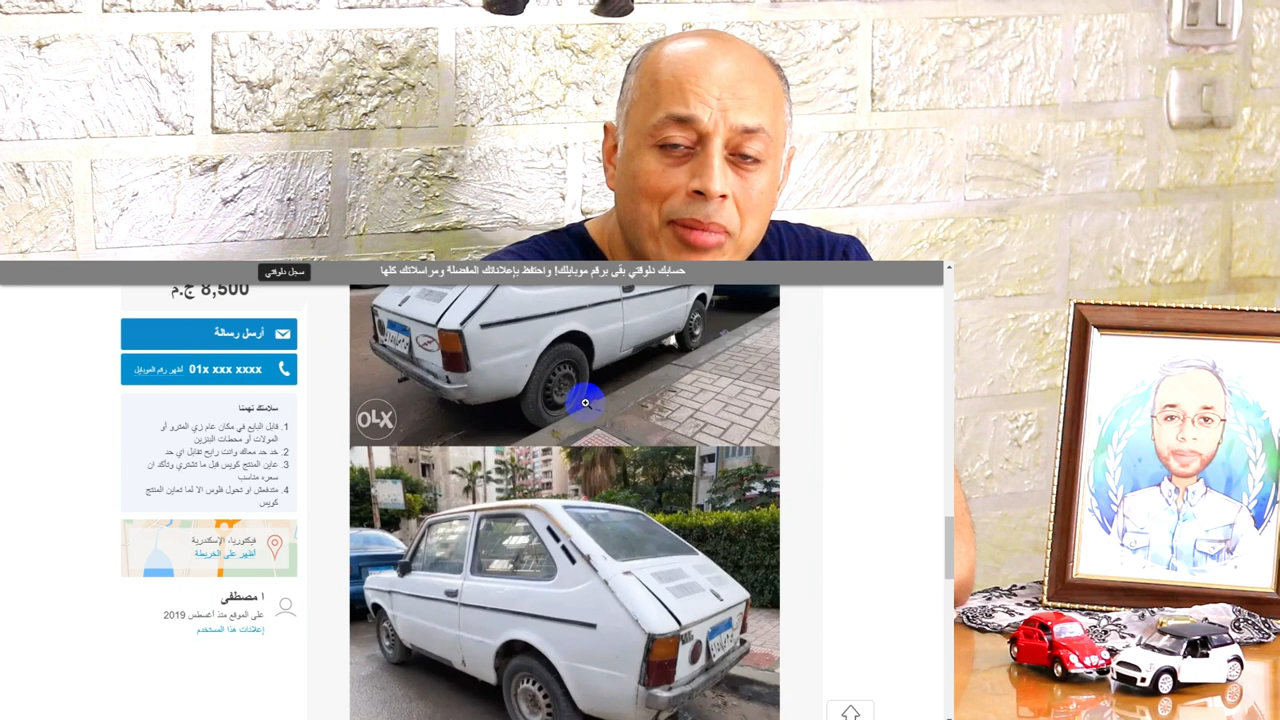 حسابك دلوقتي بقى برقم موبايلك! واحتفظ بإعلاناتك المفضلة ومراسلاتك كلها
سجل دلوقتي
8,500 ج.م
أرسل رسالة
01x xxx xxxx أظهر رقم الموبايل
سلامتك تهمنا
1. قابل البايع في مكان عام زي المترو أو
المولات أو محطات البنزين
2. خد حد معاك وانت رايح تقابل اي حد
3. عاين المنتج كويس قبل ما تشتري وتأكد ان
سعره مناسب
4. متدفعش او تحول فلوس الا لما تعاين المنتج
كويس
فيكتوريا، الإسكندرية
أظهر على الخريطة
ا مصطفى
على الموقع منذ أغسطس 2019
إعلانات هذا المستخدم
OLX